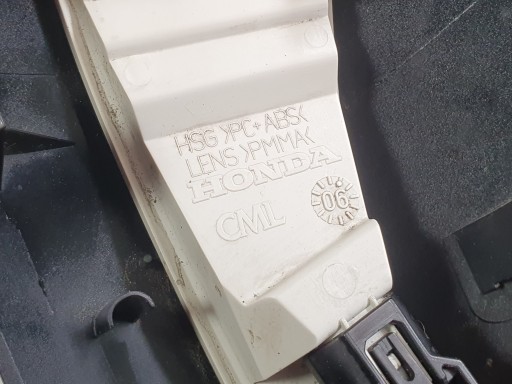 HSG >PC+ABS<
LENS >PMMA<
HONDA
CML
06